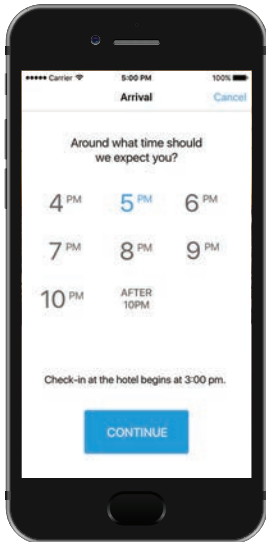 Carrier 5:00 PM 100%
Arrival Cancel
Around what time should
we expect you?
4 PM 5 PM 6 PM
7 PM 8 PM 9 PM
10 PM AFTER
10PM
Check-in at the hotel begins at 3:00 pm.
CONTINUE